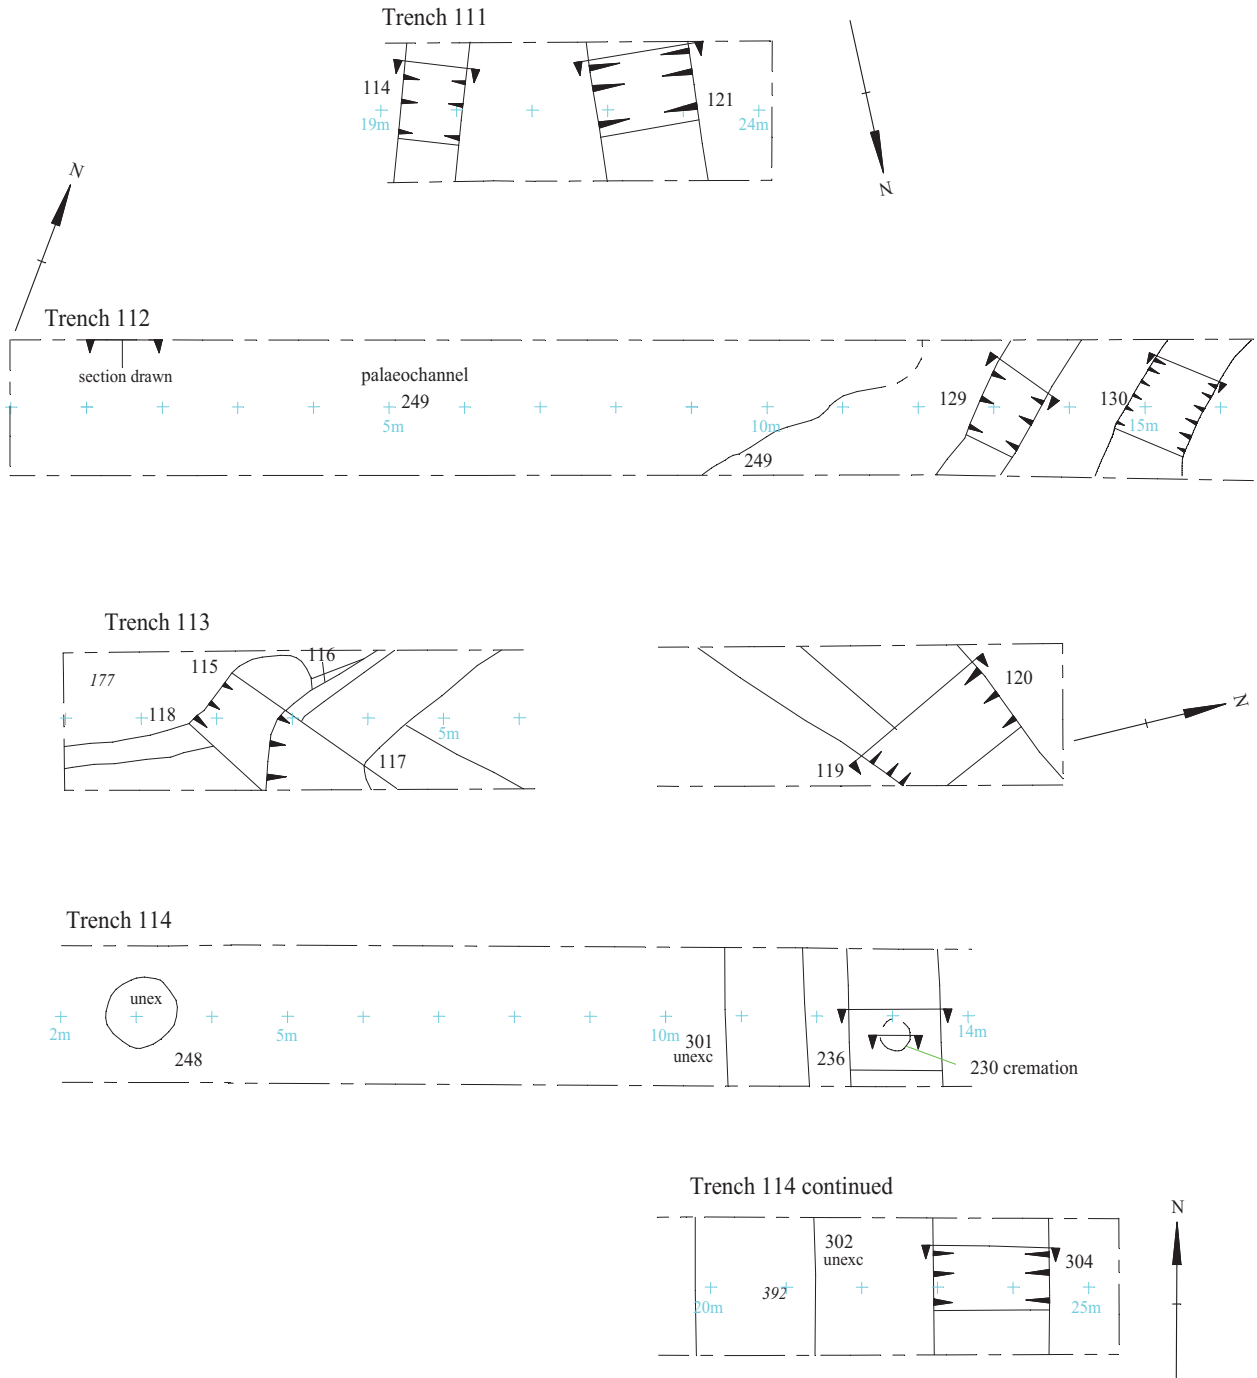 Trench 111
114
121
19m
24m
N
N
Trench 112
section drawn
palaeochannel
249
5m
10m
249
129
130
15m
Trench 113
115
116
177
118
5m
117
120
119
N
Trench 114
unex
2m
248
5m
10m
301
unexc
236
14m
230 cremation
Trench 114 continued
N
302
unexc
304
392
20m
25m